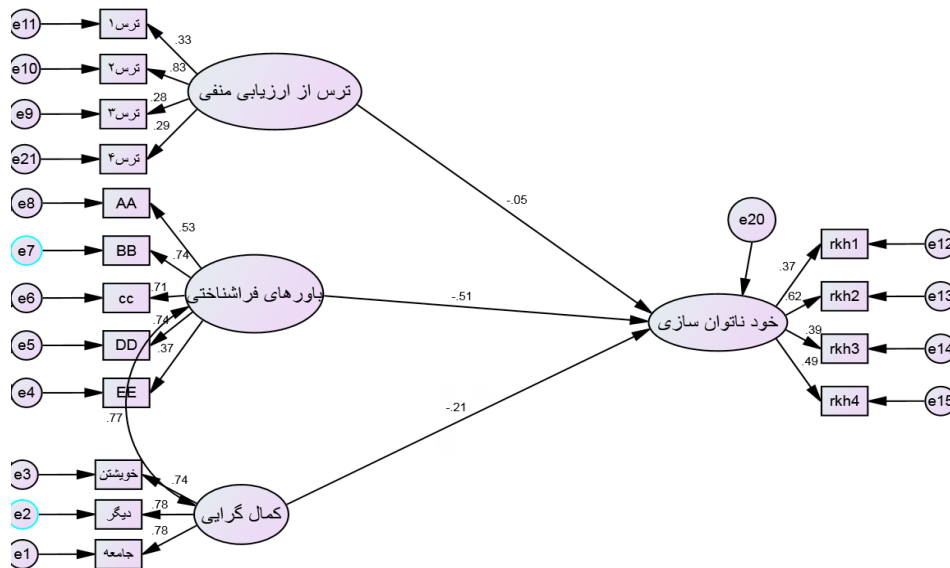 e11
ترس۱
.33
e10
ترس۲
.83
ترس از ارزیابی منفی
e9
ترس۳
.28
e21
ترس۴
.29
e8
AA
.53
-.05
e7
BB
.74
e20
rkh1
e12
.37
e6
cc
.71
باورهای فراشناختی
-.51
.62
rkh2
e13
e5
DD
.74
خود ناتوان سازی
.39
rkh3
e14
e4
EE
.37
.49
rkh4
e15
.77
-.21
e3
خویشتن
.74
e2
دیگر
.78
کمال گرایی
e1
جامعه
.78